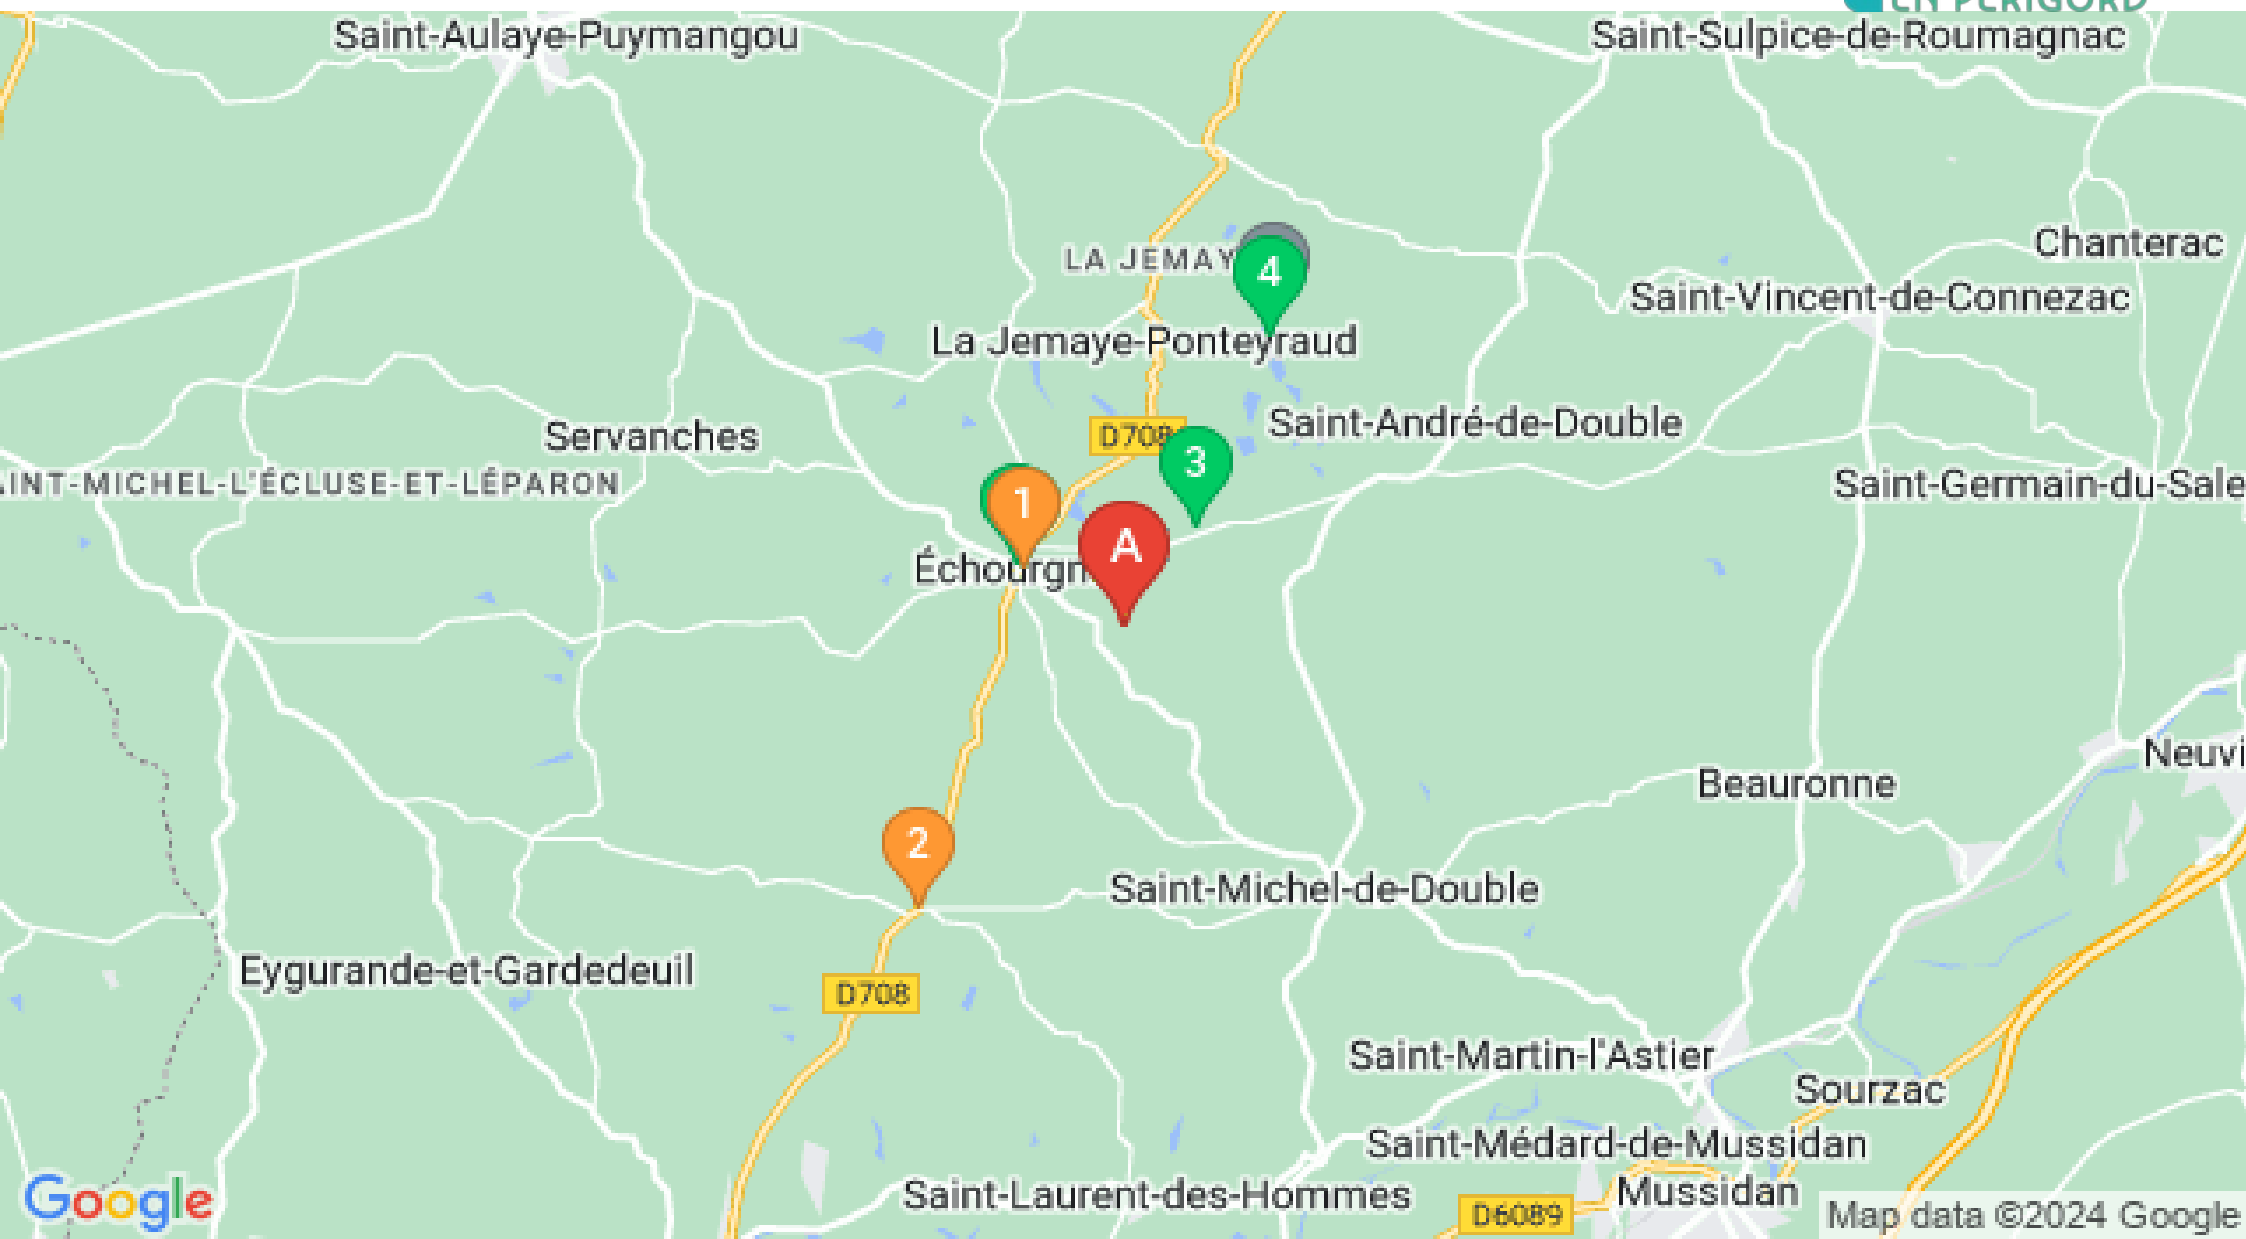 EN PÉRIGORD
Saint-Aulaye-Puymangou
Saint-Sulpice-de-Roumagnac
Chanterac
LA JEMAY
4
Saint-Vincent-de-Connezac
La Jemaye-Ponteyraud
Saint-André-de-Double
D708
Servanches
3
AINT-MICHEL-L'ÉCLUSE-ET-LÉPARON
Saint-Germain-du-Sale
1
A
Échourgn
Neuvi
Beauronne
2
Saint-Michel-de-Double
Eygurande-et-Gardedeuil
D708
Saint-Martin-l'Astier
Sourzac
Saint-Médard-de-Mussidan
Saint-Laurent-des-Hommes
Mussidan
Google
D6089
Map data ©2024 Google